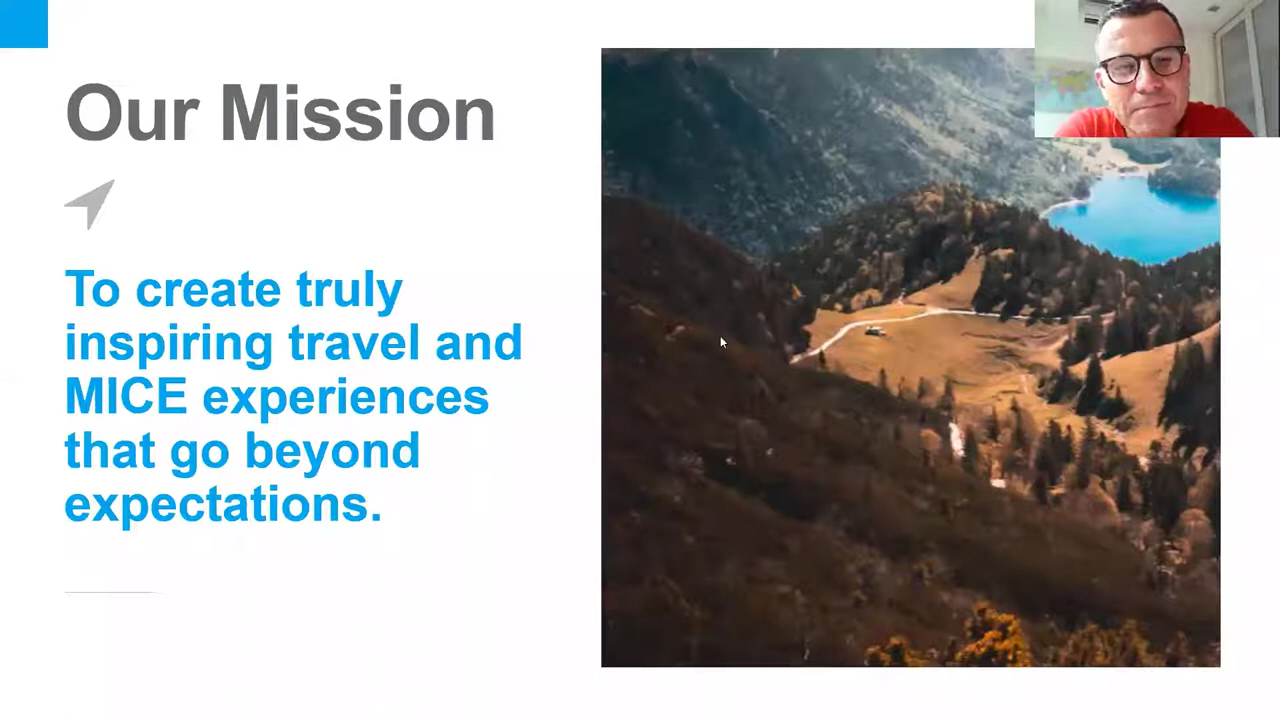 Our Mission
To create truly
inspiring travel and
MICE experiences
that go beyond
expectations.